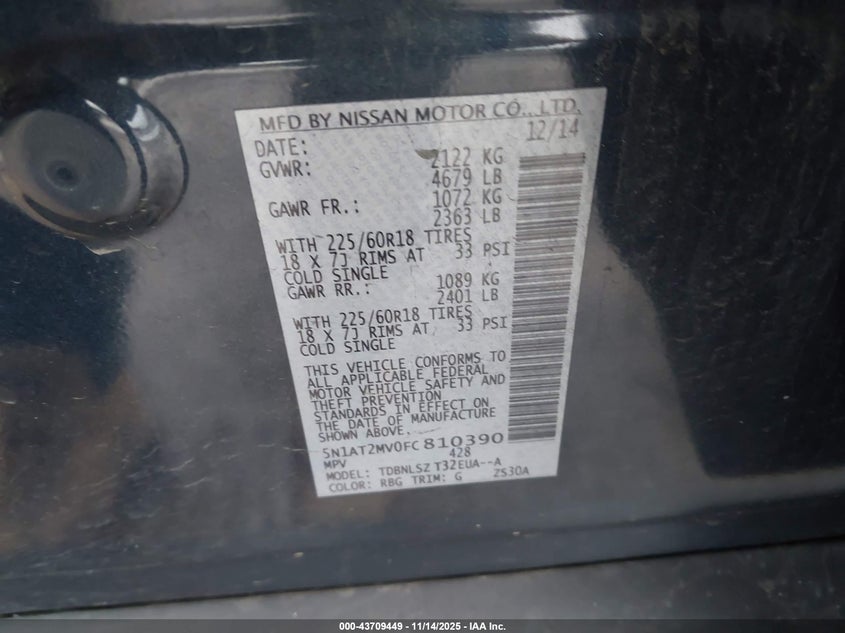 MFD BY NISSAN MOTOR CO., LTD.
DATE: 12/14
GVWR: 2122 KG
4679 LB
GAWR FR.: 1072 KG
2363 LB
WITH 225/60R18 TIRES
18 X 7J RIMS AT 33 PSI
COLD SINGLE
GAWR RR.: 1089 KG
2401 LB
WITH 225/60R18 TIRES
18 X 7J RIMS AT 33 PSI
COLD SINGLE
THIS VEHICLE CONFORMS TO
ALL APPLICABLE FEDERAL
MOTOR VEHICLE SAFETY AND
THEFT PREVENTION
STANDARDS IN EFFECT ON
THE DATE OF MANUFACTURE
SHOWN ABOVE.
5N1AT2MV0FC810390
MPV 428
MODEL: TDBNLSZ T32EUA--A
COLOR: RBG TRIM: G ZS30A
000-43709449 - 11/14/2025 - IAA Inc.